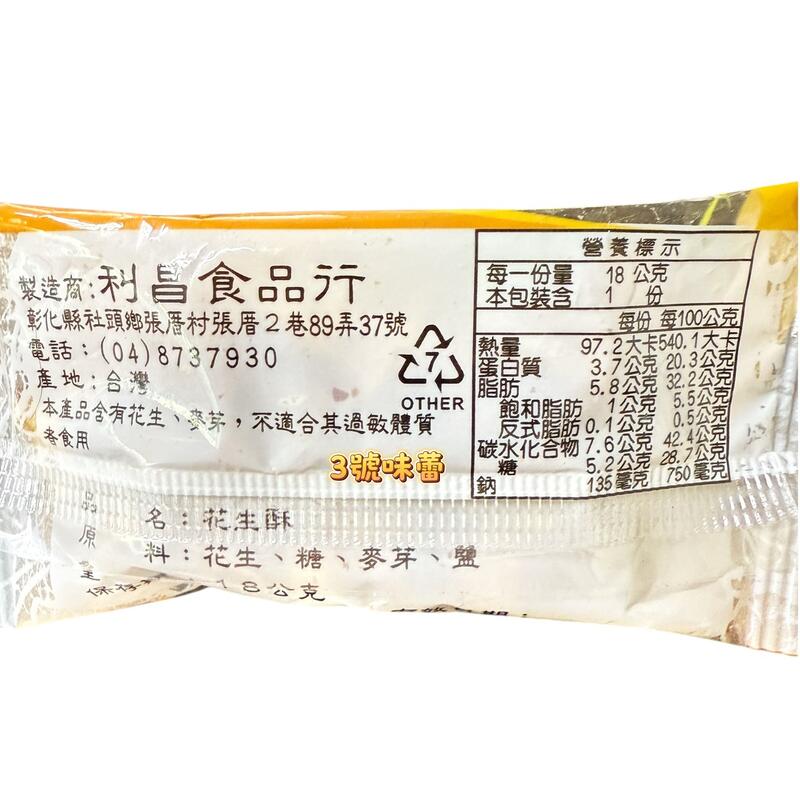 製造商:利昌食品行
彰化縣社頭鄉張厝村張厝2巷89弄37號
電話:(04)8737930
產地:台灣
本產品含有花生、麥芽,不適合其過敏體質
者食用
7
OTHER
3號味蕾
品名:花生酥
原料:花生、糖、麥芽、鹽
量 18公克
保存
營養標示
每一份量 18 公克
本包裝含 1 份
每份 每100公克
熱量 97.2大卡 540.1大卡
蛋白質 3.7公克 20.3公克
脂肪 5.8公克 32.2公克
飽和脂肪 1公克 5.5公克
反式脂肪 0.1公克 0.5公克
碳水化合物 7.6公克 42.4公克
糖 5.2公克 28.7公克
鈉 135毫克 750毫克